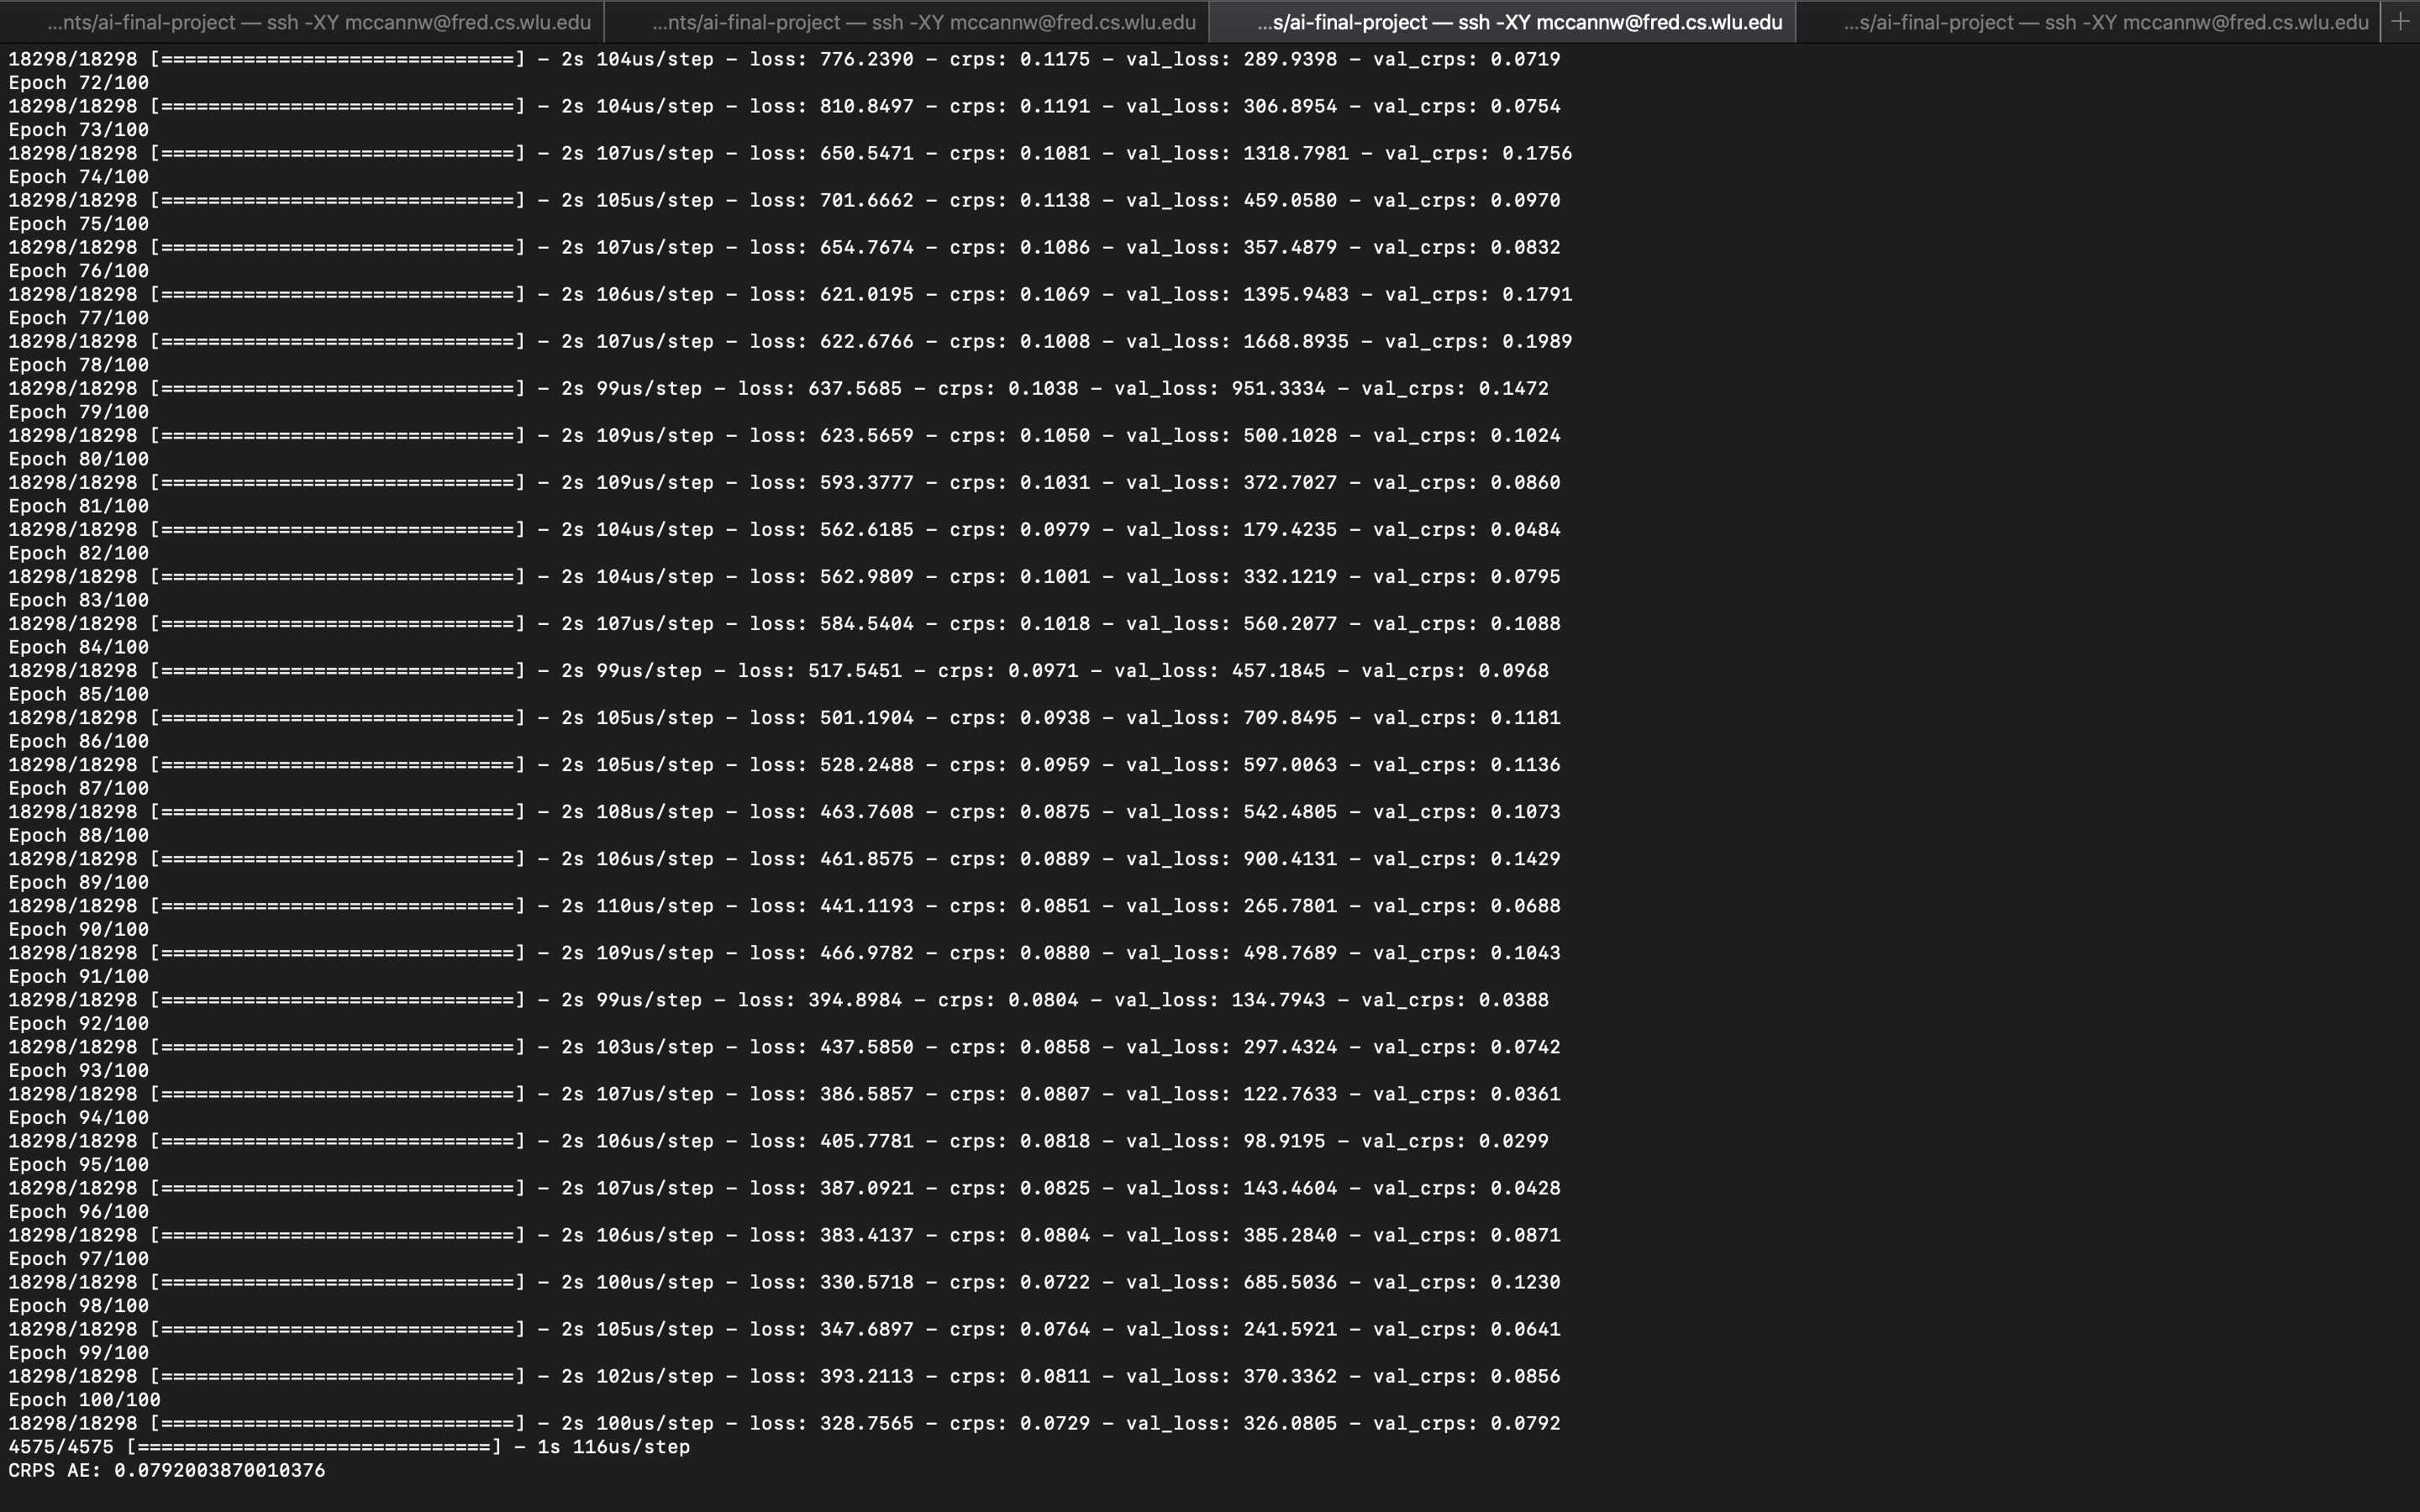 ...nts/ai-final-project — ssh -XY mccannw@fred.cs.wlu.edu ...nts/ai-final-project — ssh -XY mccannw@fred.cs.wlu.edu ...s/ai-final-project — ssh -XY mccannw@fred.cs.wlu.edu ...s/ai-final-project — ssh -XY mccannw@fred.cs.wlu.edu +
18298/18298 [==============================] - 2s 104us/step - loss: 776.2390 - crps: 0.1175 - val_loss: 289.9398 - val_crps: 0.0719
Epoch 72/100
18298/18298 [==============================] - 2s 104us/step - loss: 810.8497 - crps: 0.1191 - val_loss: 306.8954 - val_crps: 0.0754
Epoch 73/100
18298/18298 [==============================] - 2s 107us/step - loss: 650.5471 - crps: 0.1081 - val_loss: 1318.7981 - val_crps: 0.1756
Epoch 74/100
18298/18298 [==============================] - 2s 105us/step - loss: 701.6662 - crps: 0.1138 - val_loss: 459.0580 - val_crps: 0.0970
Epoch 75/100
18298/18298 [==============================] - 2s 107us/step - loss: 654.7674 - crps: 0.1086 - val_loss: 357.4879 - val_crps: 0.0832
Epoch 76/100
18298/18298 [==============================] - 2s 106us/step - loss: 621.0195 - crps: 0.1069 - val_loss: 1395.9483 - val_crps: 0.1791
Epoch 77/100
18298/18298 [==============================] - 2s 107us/step - loss: 622.6766 - crps: 0.1008 - val_loss: 1668.8935 - val_crps: 0.1989
Epoch 78/100
18298/18298 [==============================] - 2s 99us/step - loss: 637.5685 - crps: 0.1038 - val_loss: 951.3334 - val_crps: 0.1472
Epoch 79/100
18298/18298 [==============================] - 2s 109us/step - loss: 623.5659 - crps: 0.1050 - val_loss: 500.1028 - val_crps: 0.1024
Epoch 80/100
18298/18298 [==============================] - 2s 109us/step - loss: 593.3777 - crps: 0.1031 - val_loss: 372.7027 - val_crps: 0.0860
Epoch 81/100
18298/18298 [==============================] - 2s 104us/step - loss: 562.6185 - crps: 0.0979 - val_loss: 179.4235 - val_crps: 0.0484
Epoch 82/100
18298/18298 [==============================] - 2s 104us/step - loss: 562.9809 - crps: 0.1001 - val_loss: 332.1219 - val_crps: 0.0795
Epoch 83/100
18298/18298 [==============================] - 2s 107us/step - loss: 584.5404 - crps: 0.1018 - val_loss: 560.2077 - val_crps: 0.1088
Epoch 84/100
18298/18298 [==============================] - 2s 99us/step - loss: 517.5451 - crps: 0.0971 - val_loss: 457.1845 - val_crps: 0.0968
Epoch 85/100
18298/18298 [==============================] - 2s 105us/step - loss: 501.1904 - crps: 0.0938 - val_loss: 709.8495 - val_crps: 0.1181
Epoch 86/100
18298/18298 [==============================] - 2s 105us/step - loss: 528.2488 - crps: 0.0959 - val_loss: 597.0063 - val_crps: 0.1136
Epoch 87/100
18298/18298 [==============================] - 2s 108us/step - loss: 463.7608 - crps: 0.0875 - val_loss: 542.4805 - val_crps: 0.1073
Epoch 88/100
18298/18298 [==============================] - 2s 106us/step - loss: 461.8575 - crps: 0.0889 - val_loss: 900.4131 - val_crps: 0.1429
Epoch 89/100
18298/18298 [==============================] - 2s 110us/step - loss: 441.1193 - crps: 0.0851 - val_loss: 265.7801 - val_crps: 0.0688
Epoch 90/100
18298/18298 [==============================] - 2s 109us/step - loss: 466.9782 - crps: 0.0880 - val_loss: 498.7689 - val_crps: 0.1043
Epoch 91/100
18298/18298 [==============================] - 2s 99us/step - loss: 394.8984 - crps: 0.0804 - val_loss: 134.7943 - val_crps: 0.0388
Epoch 92/100
18298/18298 [==============================] - 2s 103us/step - loss: 437.5850 - crps: 0.0858 - val_loss: 297.4324 - val_crps: 0.0742
Epoch 93/100
18298/18298 [==============================] - 2s 107us/step - loss: 386.5857 - crps: 0.0807 - val_loss: 122.7633 - val_crps: 0.0361
Epoch 94/100
18298/18298 [==============================] - 2s 106us/step - loss: 405.7781 - crps: 0.0818 - val_loss: 98.9195 - val_crps: 0.0299
Epoch 95/100
18298/18298 [==============================] - 2s 107us/step - loss: 387.0921 - crps: 0.0825 - val_loss: 143.4604 - val_crps: 0.0428
Epoch 96/100
18298/18298 [==============================] - 2s 106us/step - loss: 383.4137 - crps: 0.0804 - val_loss: 385.2840 - val_crps: 0.0871
Epoch 97/100
18298/18298 [==============================] - 2s 100us/step - loss: 330.5718 - crps: 0.0722 - val_loss: 685.5036 - val_crps: 0.1230
Epoch 98/100
18298/18298 [==============================] - 2s 105us/step - loss: 347.6897 - crps: 0.0764 - val_loss: 241.5921 - val_crps: 0.0641
Epoch 99/100
18298/18298 [==============================] - 2s 102us/step - loss: 393.2113 - crps: 0.0811 - val_loss: 370.3362 - val_crps: 0.0856
Epoch 100/100
18298/18298 [==============================] - 2s 100us/step - loss: 328.7565 - crps: 0.0729 - val_loss: 326.0805 - val_crps: 0.0792
4575/4575 [==============================] - 1s 116us/step
CRPS AE: 0.0792003870010376